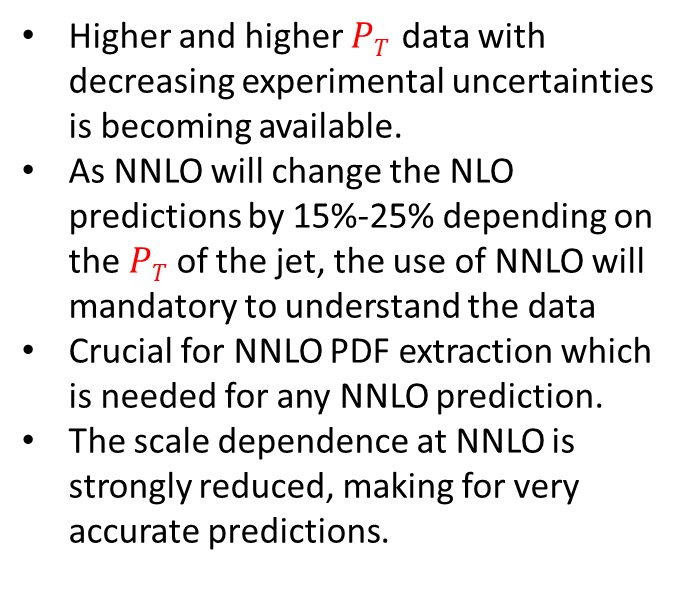 • Higher and higher P_T data with
decreasing experimental uncertainties
is becoming available.
• As NNLO will change the NLO
predictions by 15%-25% depending on
the P_T of the jet, the use of NNLO will
mandatory to understand the data
• Crucial for NNLO PDF extraction which
is needed for any NNLO prediction.
• The scale dependence at NNLO is
strongly reduced, making for very
accurate predictions.